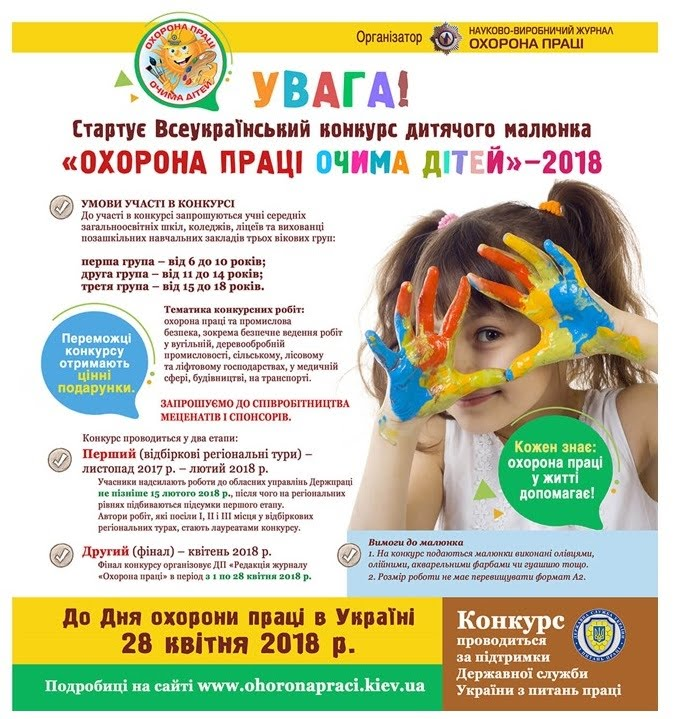 ОХОРОНА ПРАЦІ
ОЧИМА ДІТЕЙ
Організатор
НАУКОВО-ВИРОБНИЧИЙ ЖУРНАЛ
ОХОРОНА ПРАЦІ
УВАГА!
Стартує Всеукраїнський конкурс дитячого малюнка
«ОХОРОНА ПРАЦІ ОЧИМА ДІТЕЙ»–2018
УМОВИ УЧАСТІ В КОНКУРСІ
До участі в конкурсі запрошуються учні середніх
загальноосвітніх шкіл, коледжів, ліцеїв та вихованці
позашкільних навчальних закладів трьох вікових груп:
перша група – від 6 до 10 років;
друга група – від 11 до 14 років;
третя група – від 15 до 18 років.
Переможці
конкурсу
отримають
цінні
подарунки.
Тематика конкурсних робіт:
охорона праці та промислова
безпека, зокрема безпечне ведення робіт
у вугільній, деревообробній
промисловості, сільському, лісовому
та ліфтовому господарствах, у медичній
сфері, будівництві, на транспорті.
ЗАПРОШУЄМО ДО СПІВРОБІТНИЦТВА
МЕЦЕНАТІВ І СПОНСОРІВ.
Конкурс проводиться у два етапи:
Перший (відбіркові регіональні тури) –
листопад 2017 р. – лютий 2018 р.
Учасники надсилають роботи до обласних управлінь Держпраці
не пізніше 15 лютого 2018 р., після чого на регіональних
рівнях підбиваються підсумки першого етапу.
Автори робіт, які посіли І, ІІ і ІІІ місця у відбіркових
регіональних турах, стають лауреатами конкурсу.
Другий (фінал) – квітень 2018 р.
Фінал конкурсу організовує ДП «Редакція журналу
«Охорона праці» в період з 1 по 28 квітня 2018 р.
Кожен знає:
охорона праці
у житті
допомагає!
Вимоги до малюнка
1. На конкурс подаються малюнки виконані олівцями,
олійними, акварельними фарбами чи гуашшю тощо.
2. Розмір роботи не має перевищувати формат А2.
До Дня охорони праці в Україні
28 квітня 2018 р.
Подробиці на сайті www.ohoronapraci.kiev.ua
Конкурс
проводиться
за підтримки
Державної служби
України з питань праці